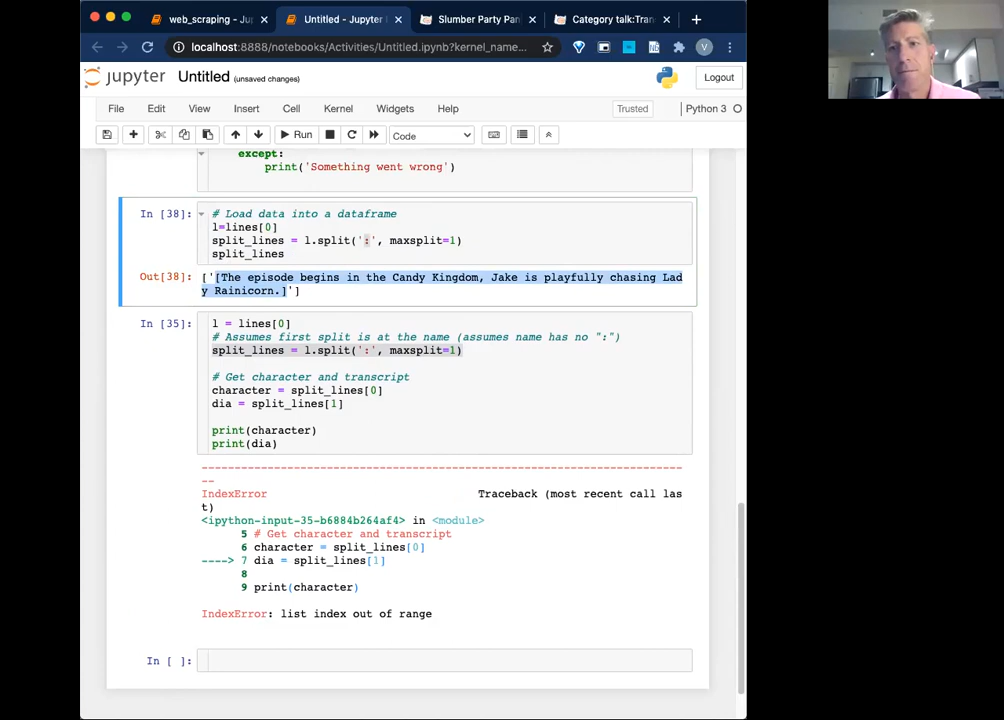 web_scraping - Ju
Untitled - Jupyter
Slumber Party Pan
Category talk:Tran
localhost:8888/notebooks/Activities/Untitled.ipynb?kernel_name...
V
jupyter Untitled (unsaved changes)
Logout
File Edit View Insert Cell Kernel Widgets Help
Trusted
Python 3
Run
Code
except:
print('Something went wrong')
In [38]:
# Load data into a dataframe
l=lines[0]
split_lines = l.split(':', maxsplit=1)
split_lines
Out[38]: ['[The episode begins in the Candy Kingdom, Jake is playfully chasing Lad
y Rainicorn.]']
In [35]:
l = lines[0]
# Assumes first split is at the name (assumes name has no ":")
split_lines = l.split(':', maxsplit=1)
# Get character and transcript
character = split_lines[0]
dia = split_lines[1]
print(character)
print(dia)
---------------------------------------------------------------------------
IndexError Traceback (most recent call las
t)
<ipython-input-35-b6884b264af4> in <module>
5 # Get character and transcript
6 character = split_lines[0]
----> 7 dia = split_lines[1]
8
9 print(character)
IndexError: list index out of range
In [ ]: